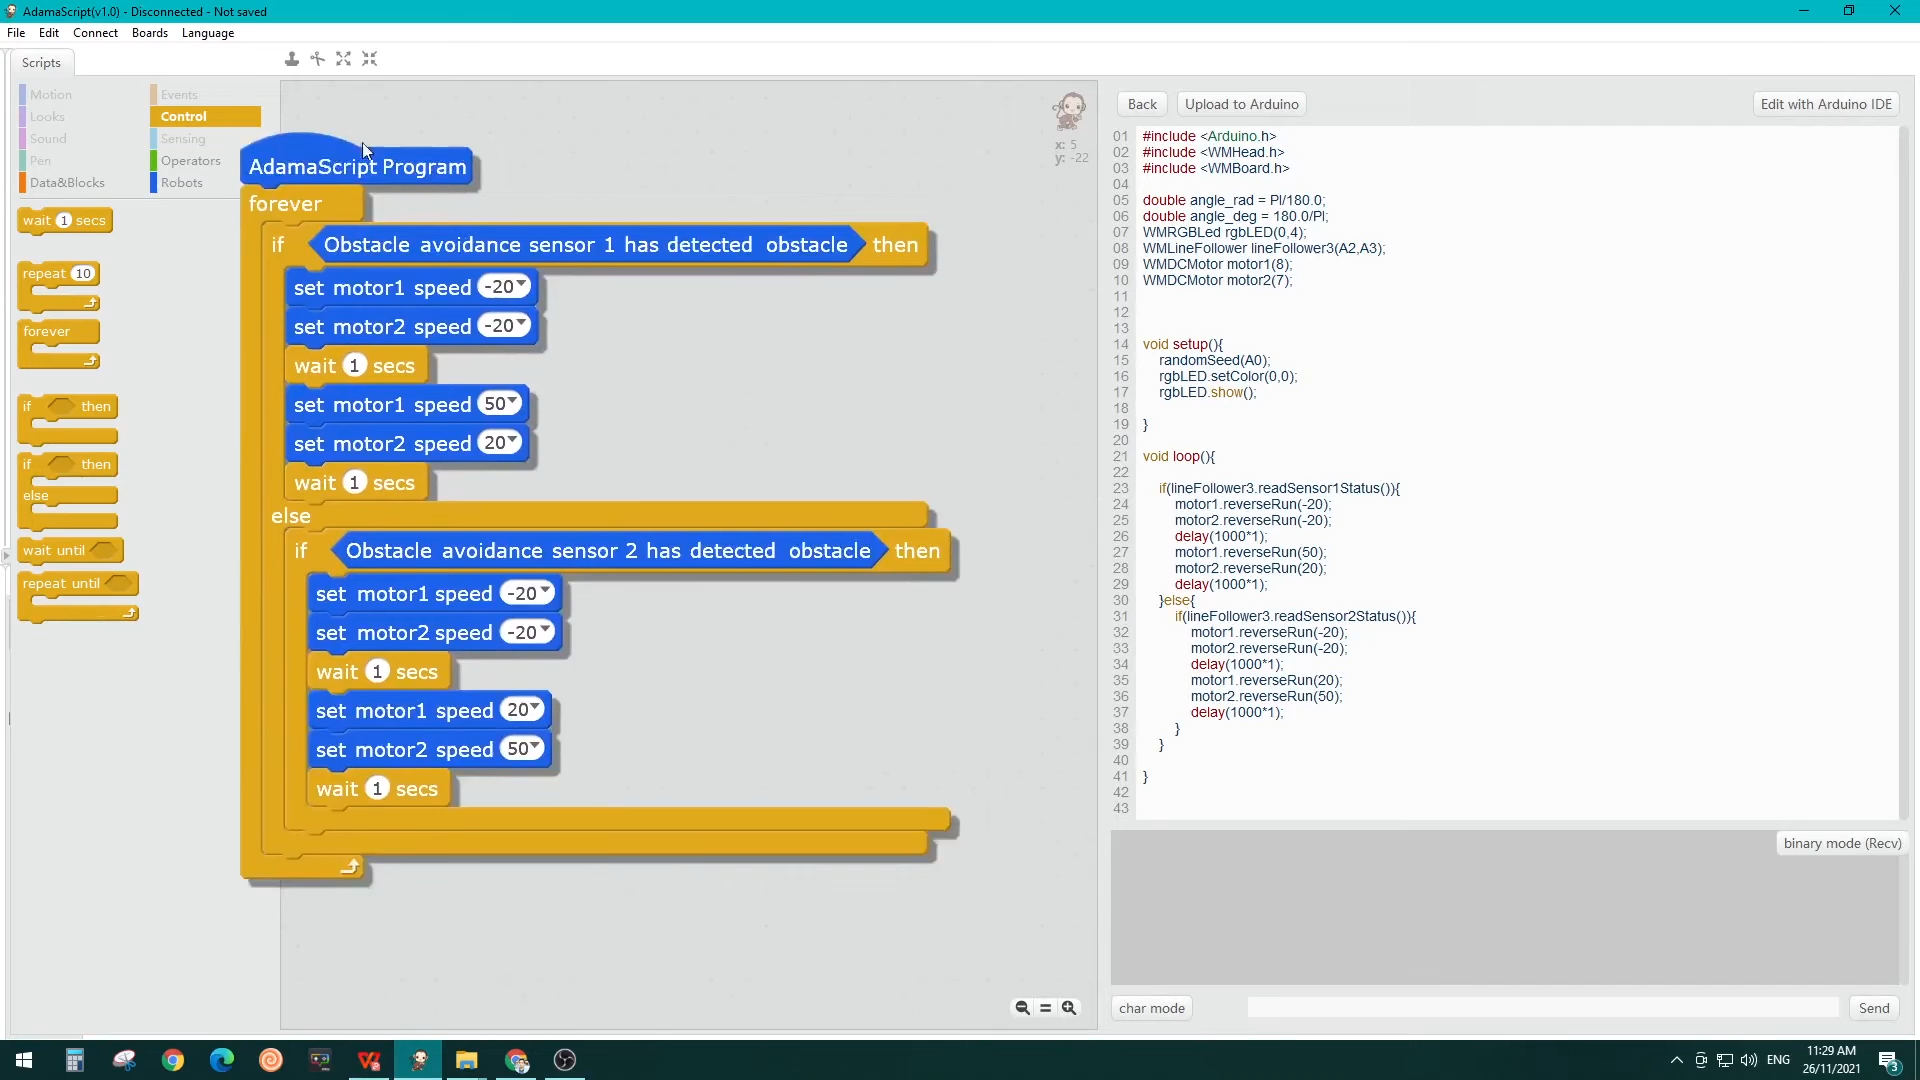 AdamaScript(v1.0) - Disconnected - Not saved
File Edit Connect Boards Language
Scripts
Motion
Looks
Sound
Pen
Data&Blocks
Events
Control
Sensing
Operators
Robots
wait 1 secs
repeat 10
forever
if then
if then
else
wait until
repeat until
AdamaScript Program
forever
if Obstacle avoidance sensor 1 has detected obstacle then
set motor1 speed -20
set motor2 speed -20
wait 1 secs
set motor1 speed 50
set motor2 speed 20
wait 1 secs
else
if Obstacle avoidance sensor 2 has detected obstacle then
set motor1 speed -20
set motor2 speed -20
wait 1 secs
set motor1 speed 20
set motor2 speed 50
wait 1 secs
x: 5
y: -22
Back Upload to Arduino Edit with Arduino IDE
01 #include <Arduino.h>
02 #include <WMHead.h>
03 #include <WMBoard.h>
04
05 double angle_rad = PI/180.0;
06 double angle_deg = 180.0/PI;
07 WMRGBLed rgbLED(0,4);
08 WMLineFollower lineFollower3(A2,A3);
09 WMDCMotor motor1(8);
10 WMDCMotor motor2(7);
11
12
13
14 void setup(){
15 randomSeed(A0);
16 rgbLED.setColor(0,0);
17 rgbLED.show();
18
19 }
20
21 void loop(){
22
23 if(lineFollower3.readSensor1Status()){
24 motor1.reverseRun(-20);
25 motor2.reverseRun(-20);
26 delay(1000*1);
27 motor1.reverseRun(50);
28 motor2.reverseRun(20);
29 delay(1000*1);
30 }else{
31 if(lineFollower3.readSensor2Status()){
32 motor1.reverseRun(-20);
33 motor2.reverseRun(-20);
34 delay(1000*1);
35 motor1.reverseRun(20);
36 motor2.reverseRun(50);
37 delay(1000*1);
38 }
39 }
40
41 }
42
43
binary mode (Recv)
char mode Send
ENG
11:29 AM
26/11/2021
3